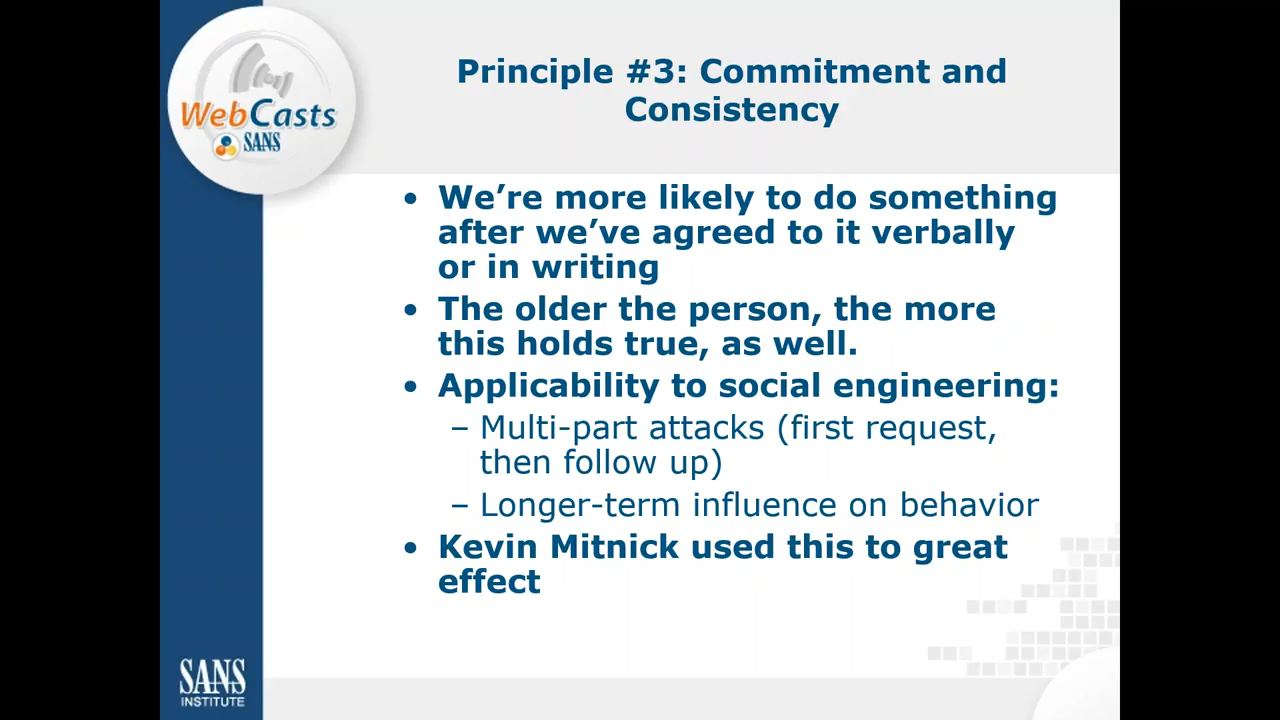 WebCasts
SANS
Principle #3: Commitment and
Consistency
• We’re more likely to do something
after we’ve agreed to it verbally
or in writing
• The older the person, the more
this holds true, as well.
• Applicability to social engineering:
– Multi-part attacks (first request,
then follow up)
– Longer-term influence on behavior
• Kevin Mitnick used this to great
effect
SANS
INSTITUTE